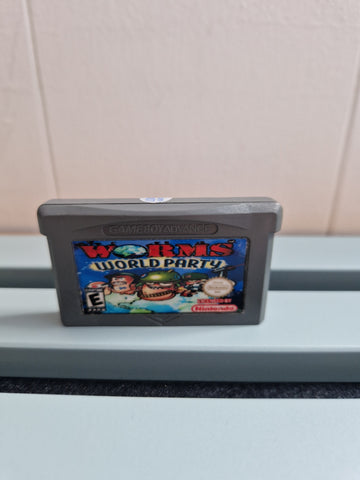 GAME BOY ADVANCE
WORMS
WORLD PARTY
E
Nintendo